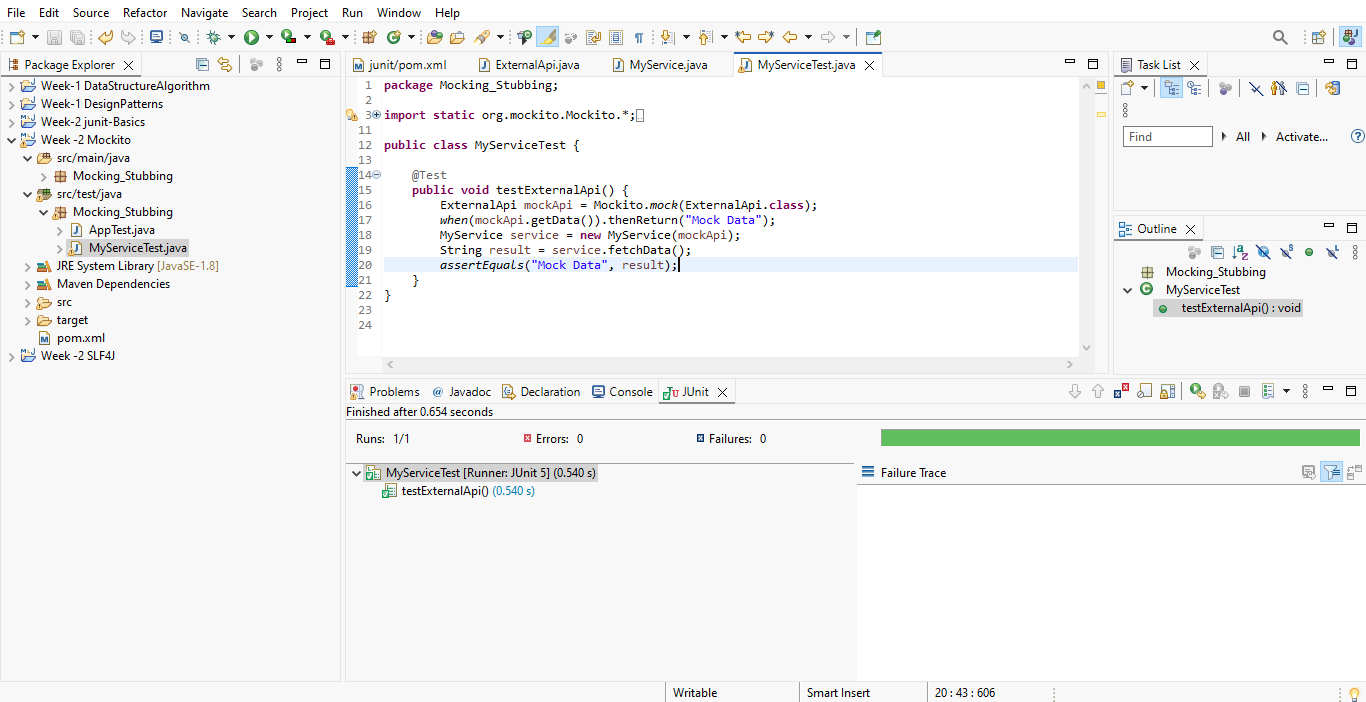 File Edit Source Refactor Navigate Search Project Run Window Help
Package Explorer
Week-1 DataStructureAlgorithm
Week-1 DesignPatterns
Week-2 junit-Basics
Week -2 Mockito
src/main/java
Mocking_Stubbing
src/test/java
Mocking_Stubbing
AppTest.java
MyServiceTest.java
JRE System Library [JavaSE-1.8]
Maven Dependencies
src
target
pom.xml
Week -2 SLF4J
junit/pom.xml ExternalApi.java MyService.java MyServiceTest.java
1 package Mocking_Stubbing;
2
3 import static org.mockito.Mockito.*;
11
12 public class MyServiceTest {
13
14 @Test
15 public void testExternalApi() {
16 ExternalApi mockApi = Mockito.mock(ExternalApi.class);
17 when(mockApi.getData()).thenReturn("Mock Data");
18 MyService service = new MyService(mockApi);
19 String result = service.fetchData();
20 assertEquals("Mock Data", result);
21 }
22 }
23
24
Task List
Find All Activate...
Outline
Mocking_Stubbing
MyServiceTest
testExternalApi() : void
Problems Javadoc Declaration Console JUnit
Finished after 0.654 seconds
Runs: 1/1 Errors: 0 Failures: 0
MyServiceTest [Runner: JUnit 5] (0.540 s)
testExternalApi() (0.540 s)
Failure Trace
Writable Smart Insert 20 : 43 : 606